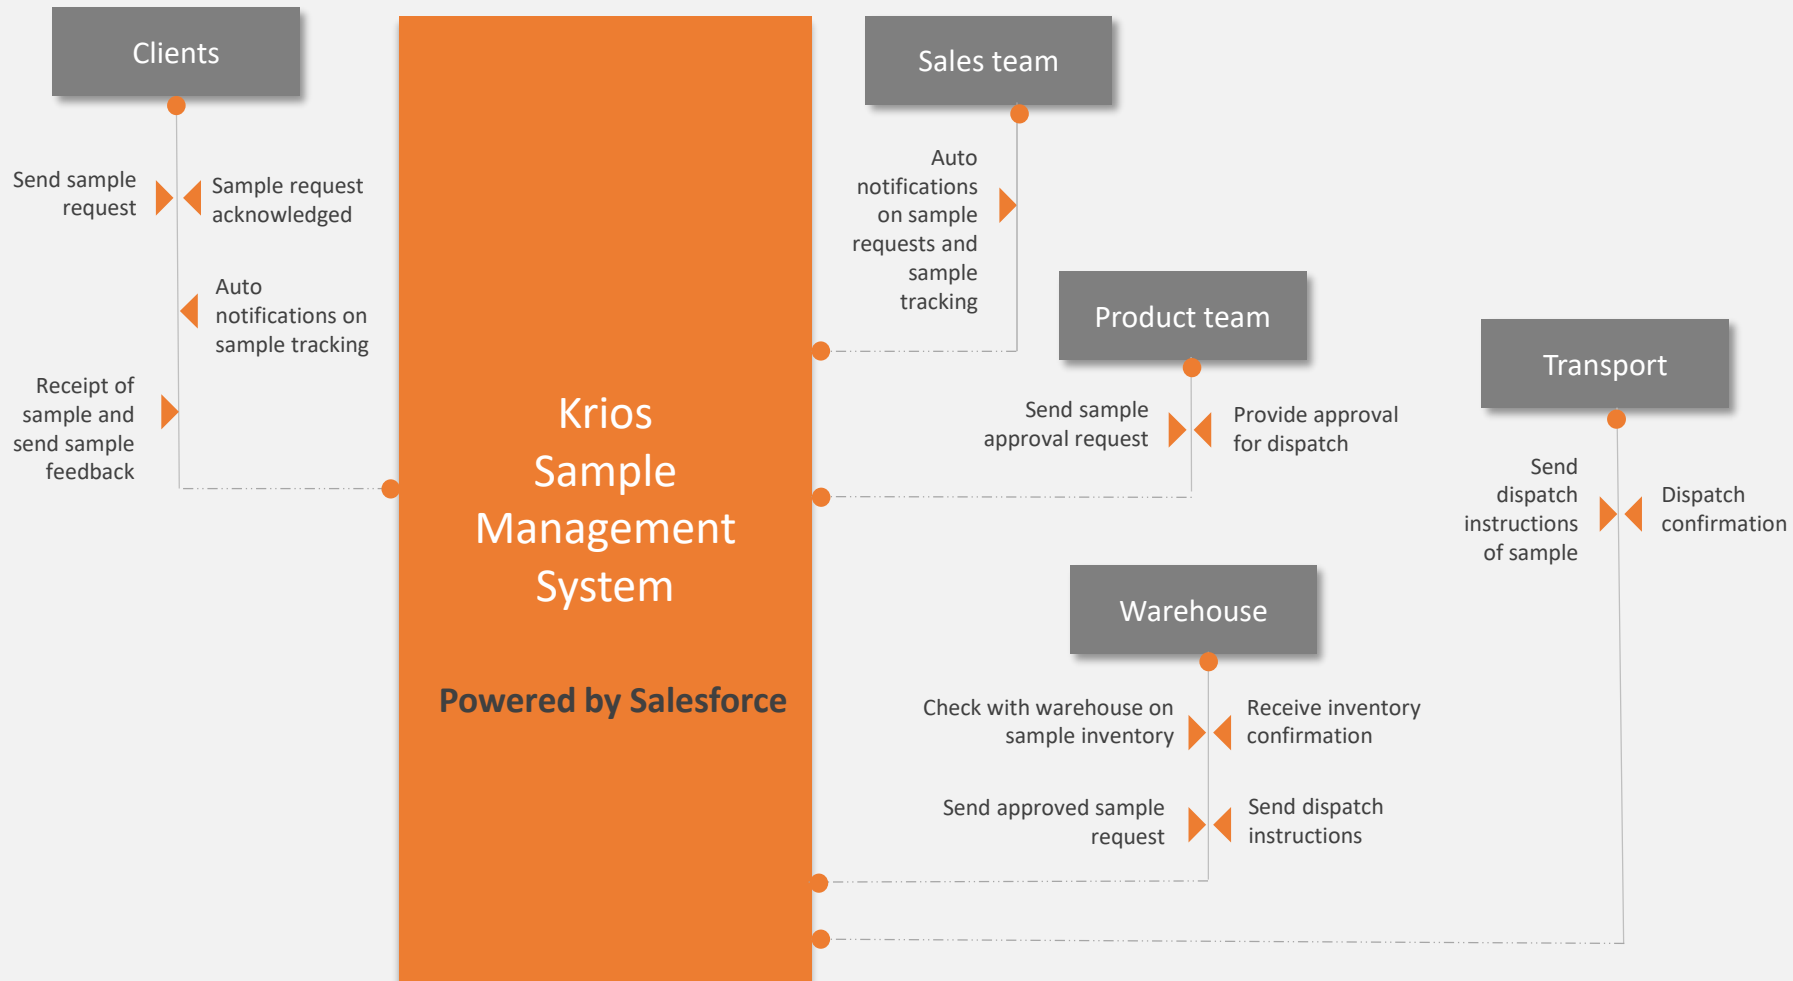 Clients
Send sample
request
Sample request
acknowledged
Auto
notifications on
sample tracking
Receipt of
sample and
send sample
feedback
Krios
Sample
Management
System
Powered by Salesforce
Sales team
Auto
notifications
on sample
requests and
sample
tracking
Product team
Send sample
approval request
Provide approval
for dispatch
Transport
Send
dispatch
instructions
of sample
Dispatch
confirmation
Warehouse
Check with warehouse on
sample inventory
Receive inventory
confirmation
Send approved sample
request
Send dispatch
instructions